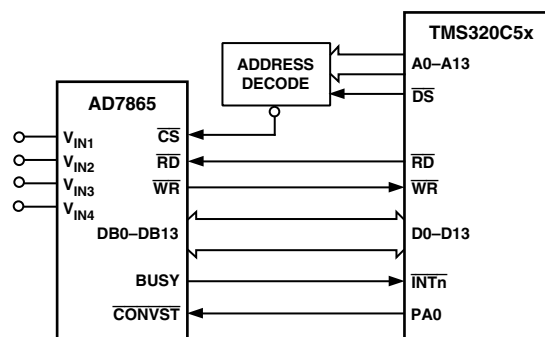 TMS320C5x
ADDRESS
DECODE
A0–A13
DS
AD7865
VIN1
CS
VIN2
RD
RD
VIN3
WR
WR
VIN4
DB0–DB13
D0–D13
BUSY
INTn
CONVST
PA0